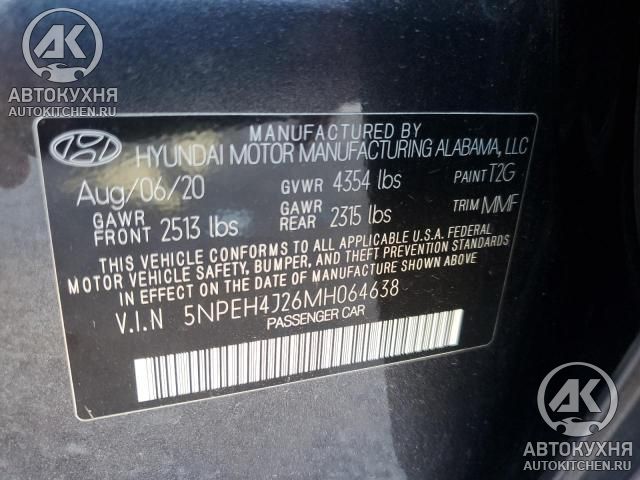 AK
АВТОКУХНЯ
AUTOKITCHEN.RU
MANUFACTURED BY
HYUNDAI MOTOR MANUFACTURING ALABAMA, LLC
Aug/06/20 GVWR 4354 lbs PAINT T2G
GAWR FRONT 2513 lbs GAWR REAR 2315 lbs TRIM MMF
THIS VEHICLE CONFORMS TO ALL APPLICABLE U.S.A. FEDERAL
MOTOR VEHICLE SAFETY, BUMPER, AND THEFT PREVENTION STANDARDS
IN EFFECT ON THE DATE OF MANUFACTURE SHOWN ABOVE
V.I.N 5NPEH4J26MH064638
PASSENGER CAR
AK
АВТОКУХНЯ
AUTOKITCHEN.RU